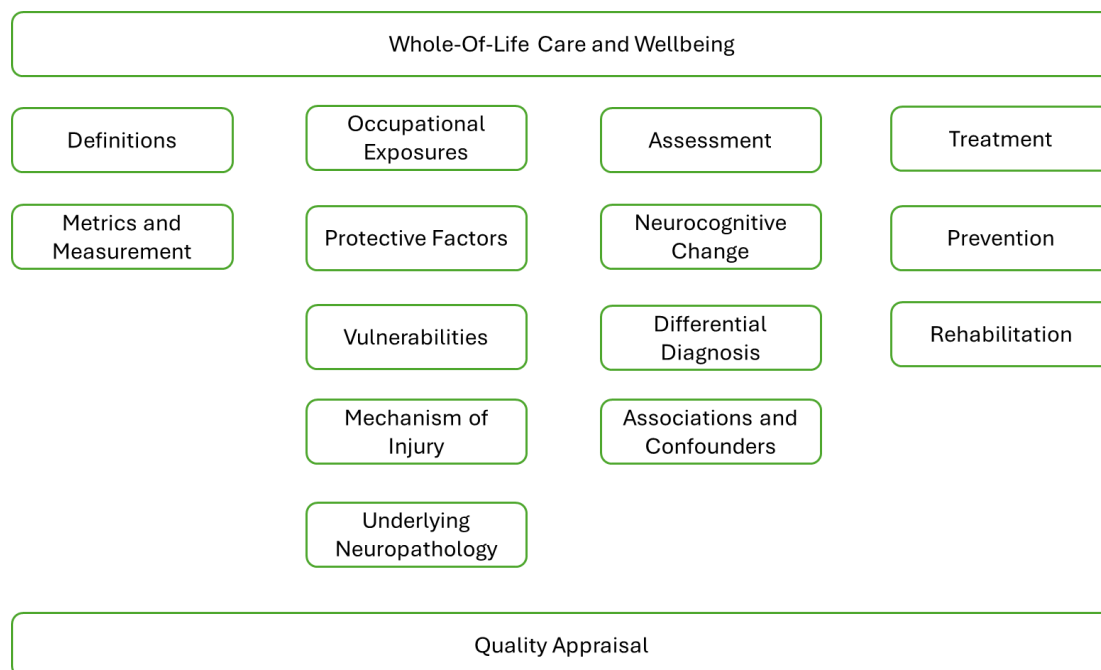 Whole-Of-Life Care and Wellbeing
Definitions
Metrics and
Measurement
Occupational
Exposures
Protective Factors
Vulnerabilities
Mechanism of
Injury
Underlying
Neuropathology
Assessment
Neurocognitive
Change
Differential
Diagnosis
Associations and
Confounders
Treatment
Prevention
Rehabilitation
Quality Appraisal